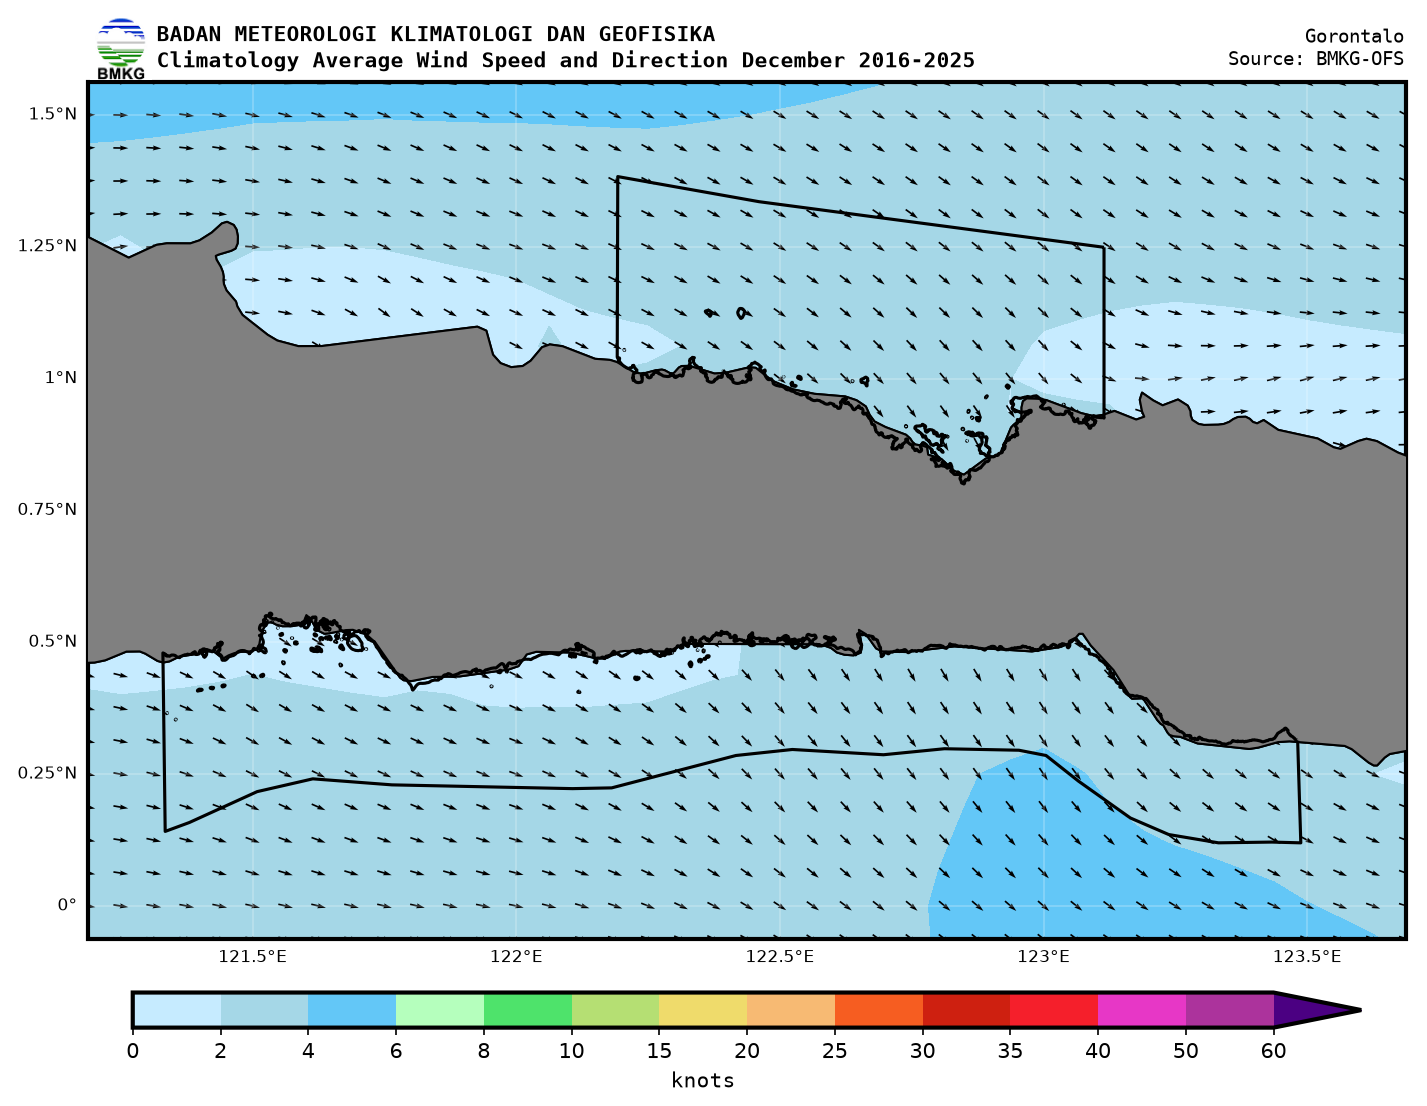 BADAN METEOROLOGI KLIMATOLOGI DAN GEOFISIKA
Climatology Average Wind Speed and Direction December 2016-2025
BMKG
Gorontalo
Source: BMKG-OFS
1.5°N
1.25°N
1°N
0.75°N
0.5°N
0.25°N
0°
121.5°E 122°E 122.5°E 123°E 123.5°E
0 2 4 6 8 10 15 20 25 30 35 40 50 60
knots